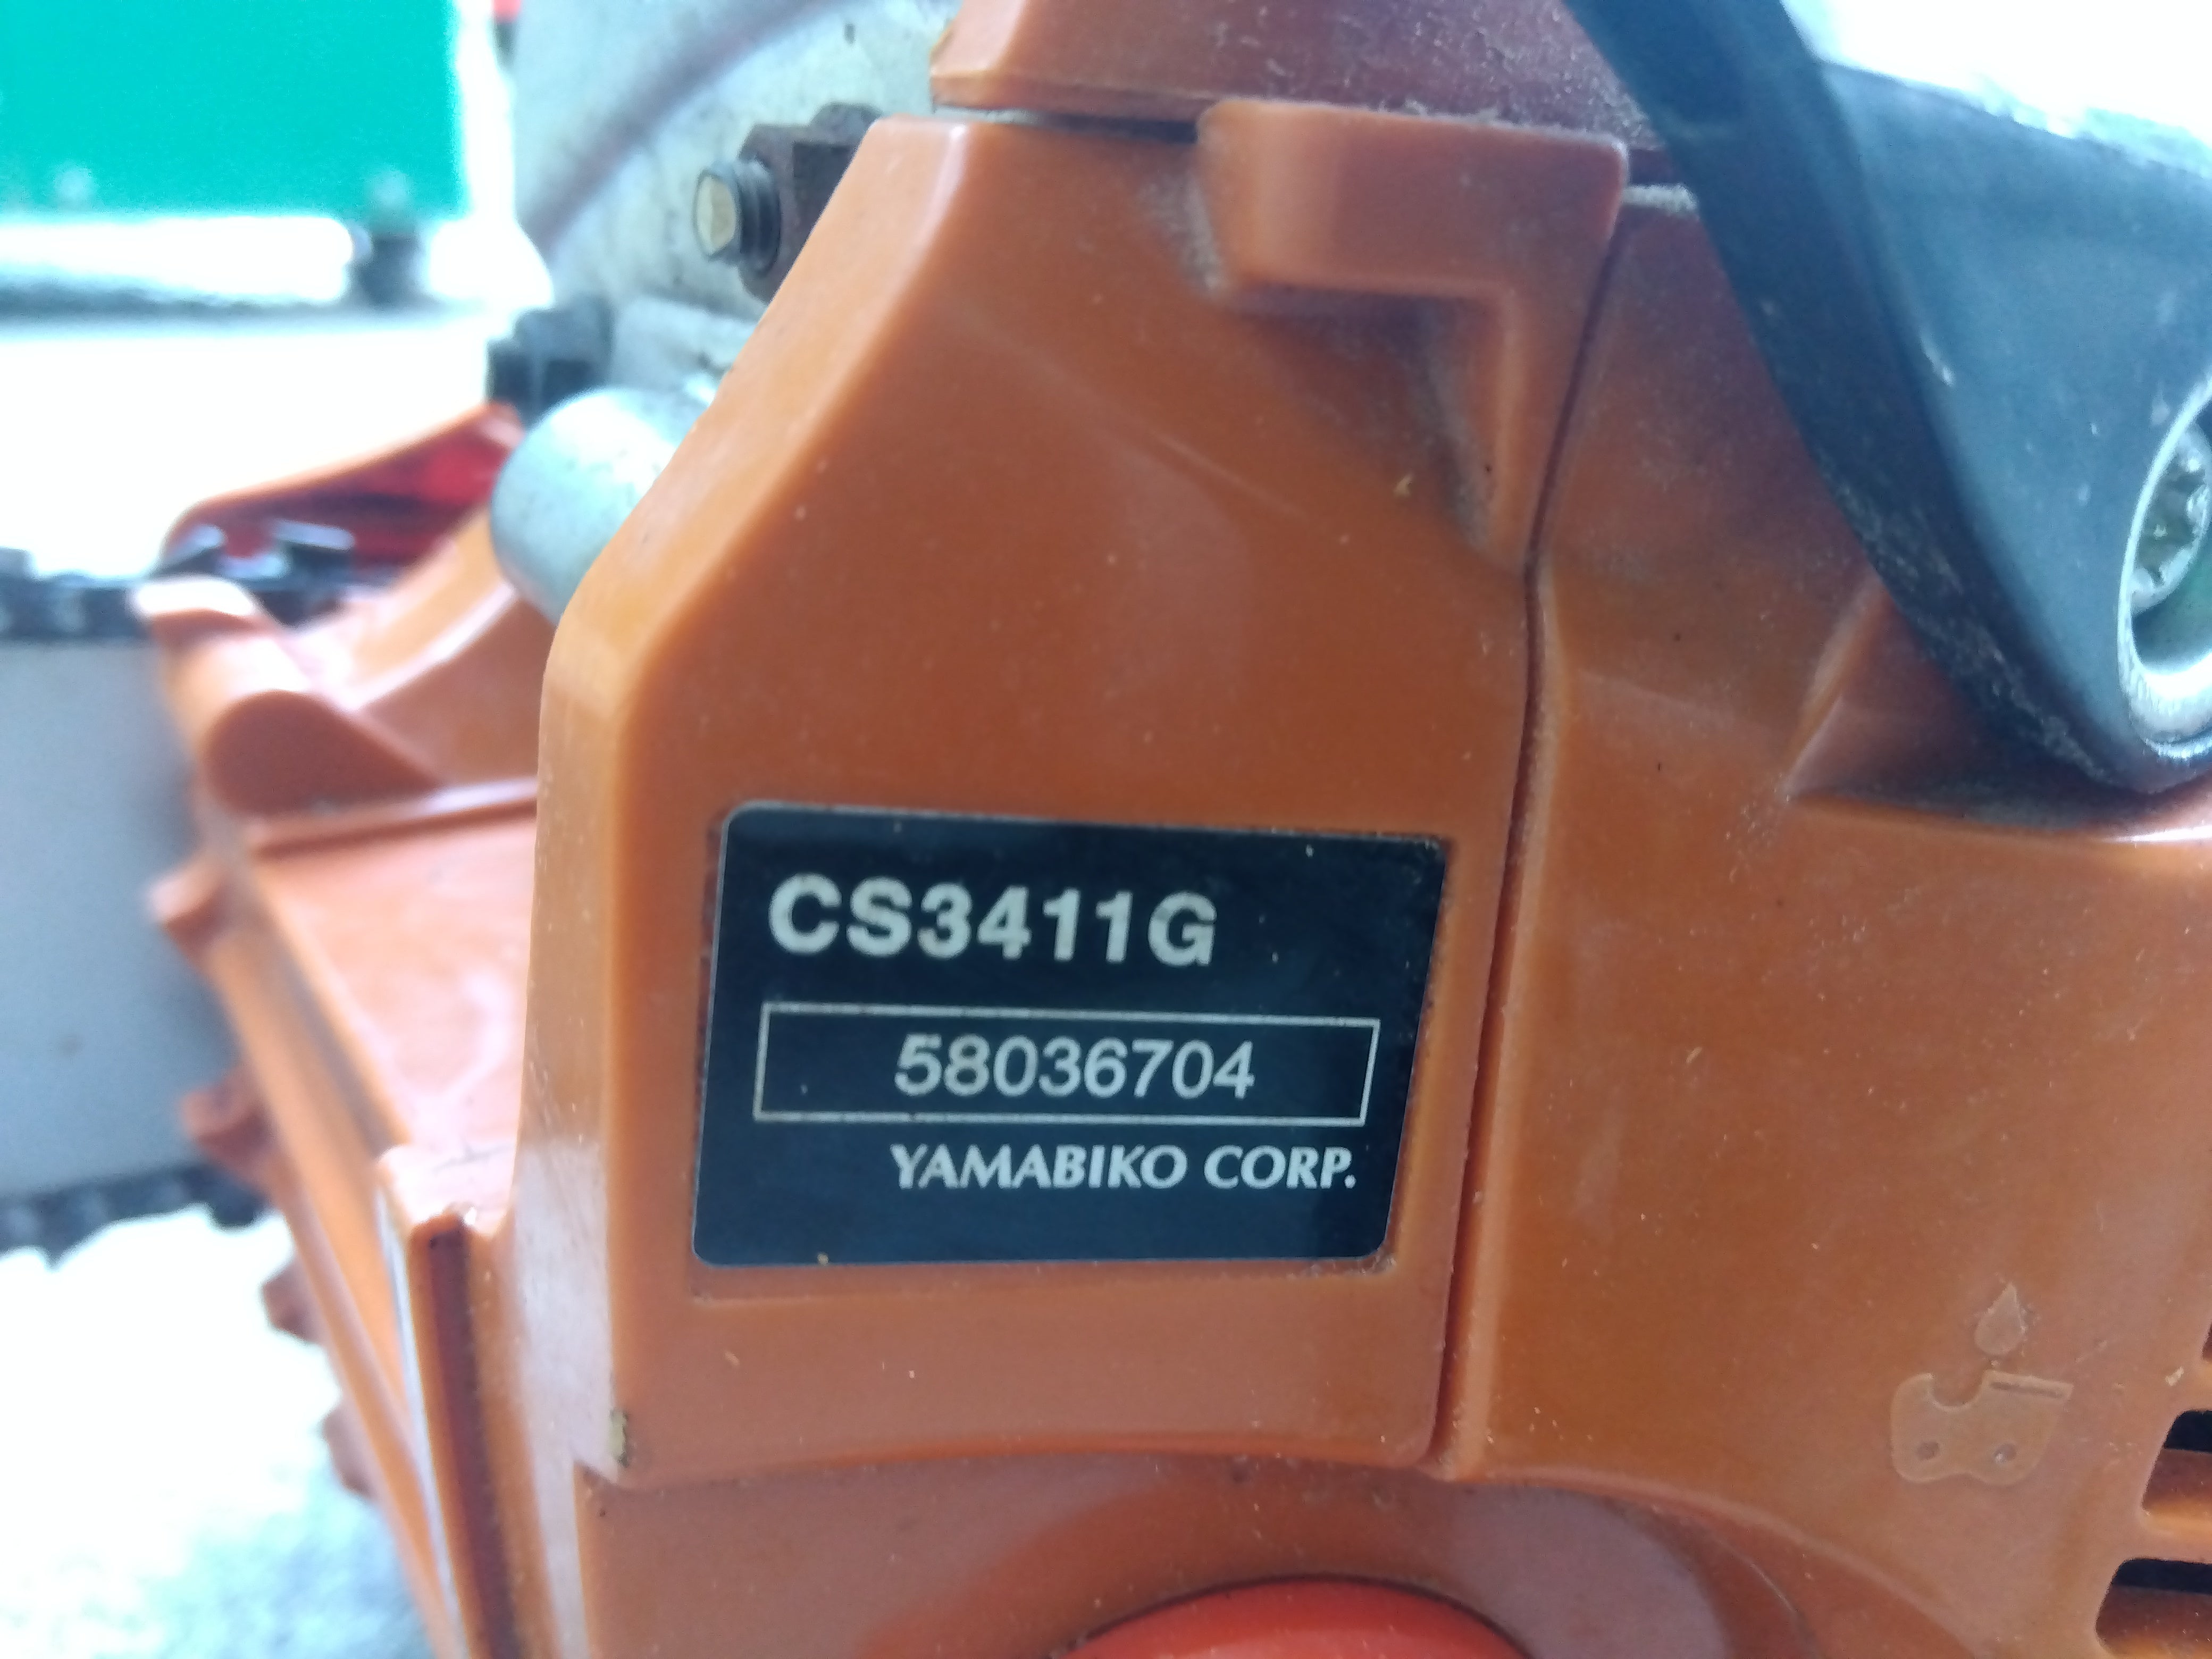 CS3411G
58036704
YAMABIKO CORP.